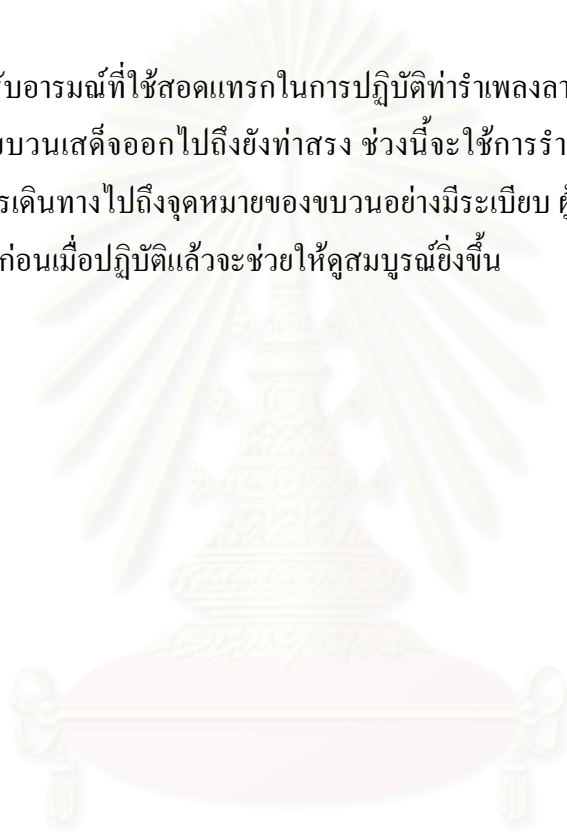 บอารมณ์ที่ใช้สอดแทรกในการปฏิบัติท่ารำเพลงลา
บวนเสด็จออกไปถึงยังท่าสรง ช่วงนี้จะใช้การรำ
รเดินทางไปถึงจุดหมายของขบวนอย่างมีระเบียบ
ก่อนเมื่อปฏิบัติแล้วจะช่วยให้ดูสมบูรณ์ยิ่งขึ้น